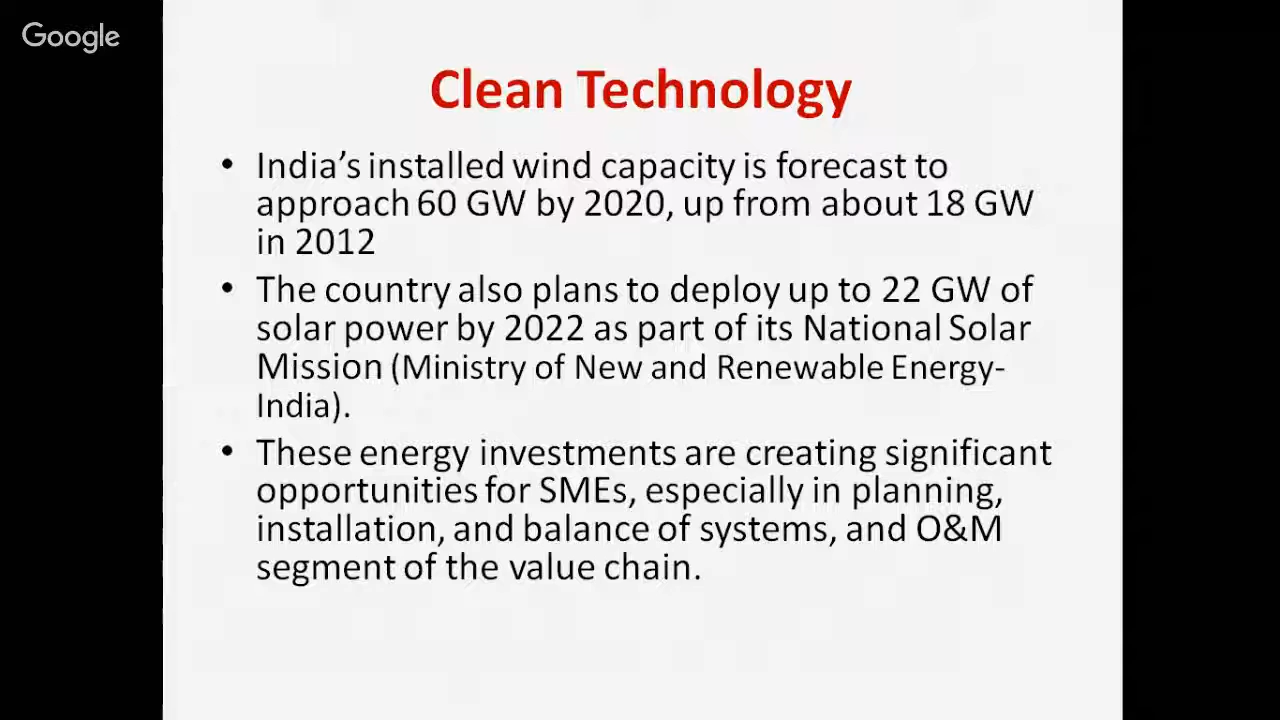 Google
Clean Technology
• India’s installed wind capacity is forecast to
approach 60 GW by 2020, up from about 18 GW
in 2012
• The country also plans to deploy up to 22 GW of
solar power by 2022 as part of its National Solar
Mission (Ministry of New and Renewable Energy-
India).
• These energy investments are creating significant
opportunities for SMEs, especially in planning,
installation, and balance of systems, and O&M
segment of the value chain.